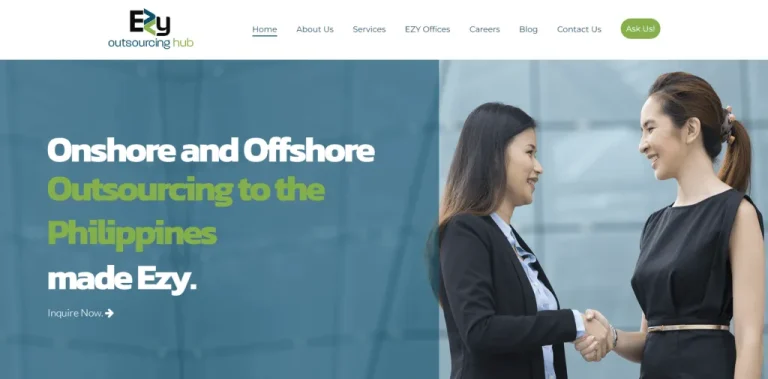 Ezy
outsourcing hub
Home About Us Services EZY Offices Careers Blog Contact Us Ask Us!
Onshore and Offshore
Outsourcing to the
Philippines
made Ezy.
Inquire Now.